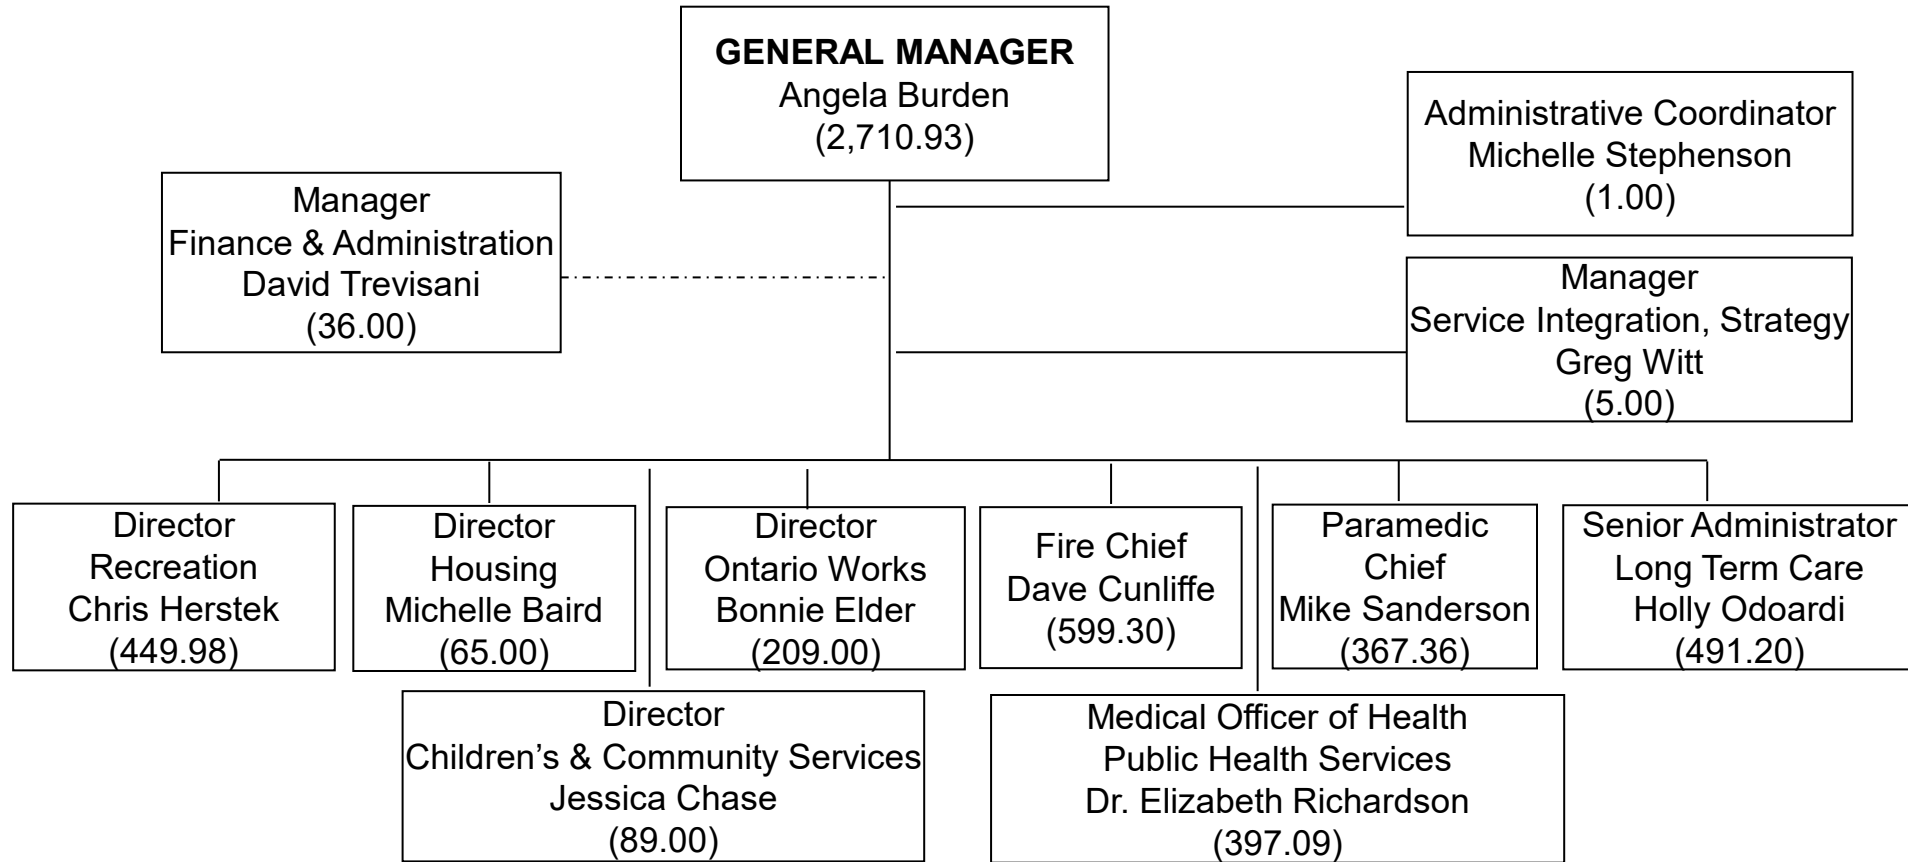 GENERAL MANAGER
Angela Burden
(2,710.93)
Administrative Coordinator
Michelle Stephenson
(1.00)
Manager
Finance & Administration
David Trevisani
(36.00)
Manager
Service Integration, Strategy
Greg Witt
(5.00)
Director
Recreation
Chris Herstek
(449.98)
Director
Housing
Michelle Baird
(65.00)
Director
Ontario Works
Bonnie Elder
(209.00)
Fire Chief
Dave Cunliffe
(599.30)
Paramedic
Chief
Mike Sanderson
(367.36)
Senior Administrator
Long Term Care
Holly Odoardi
(491.20)
Director
Children’s & Community Services
Jessica Chase
(89.00)
Medical Officer of Health
Public Health Services
Dr. Elizabeth Richardson
(397.09)